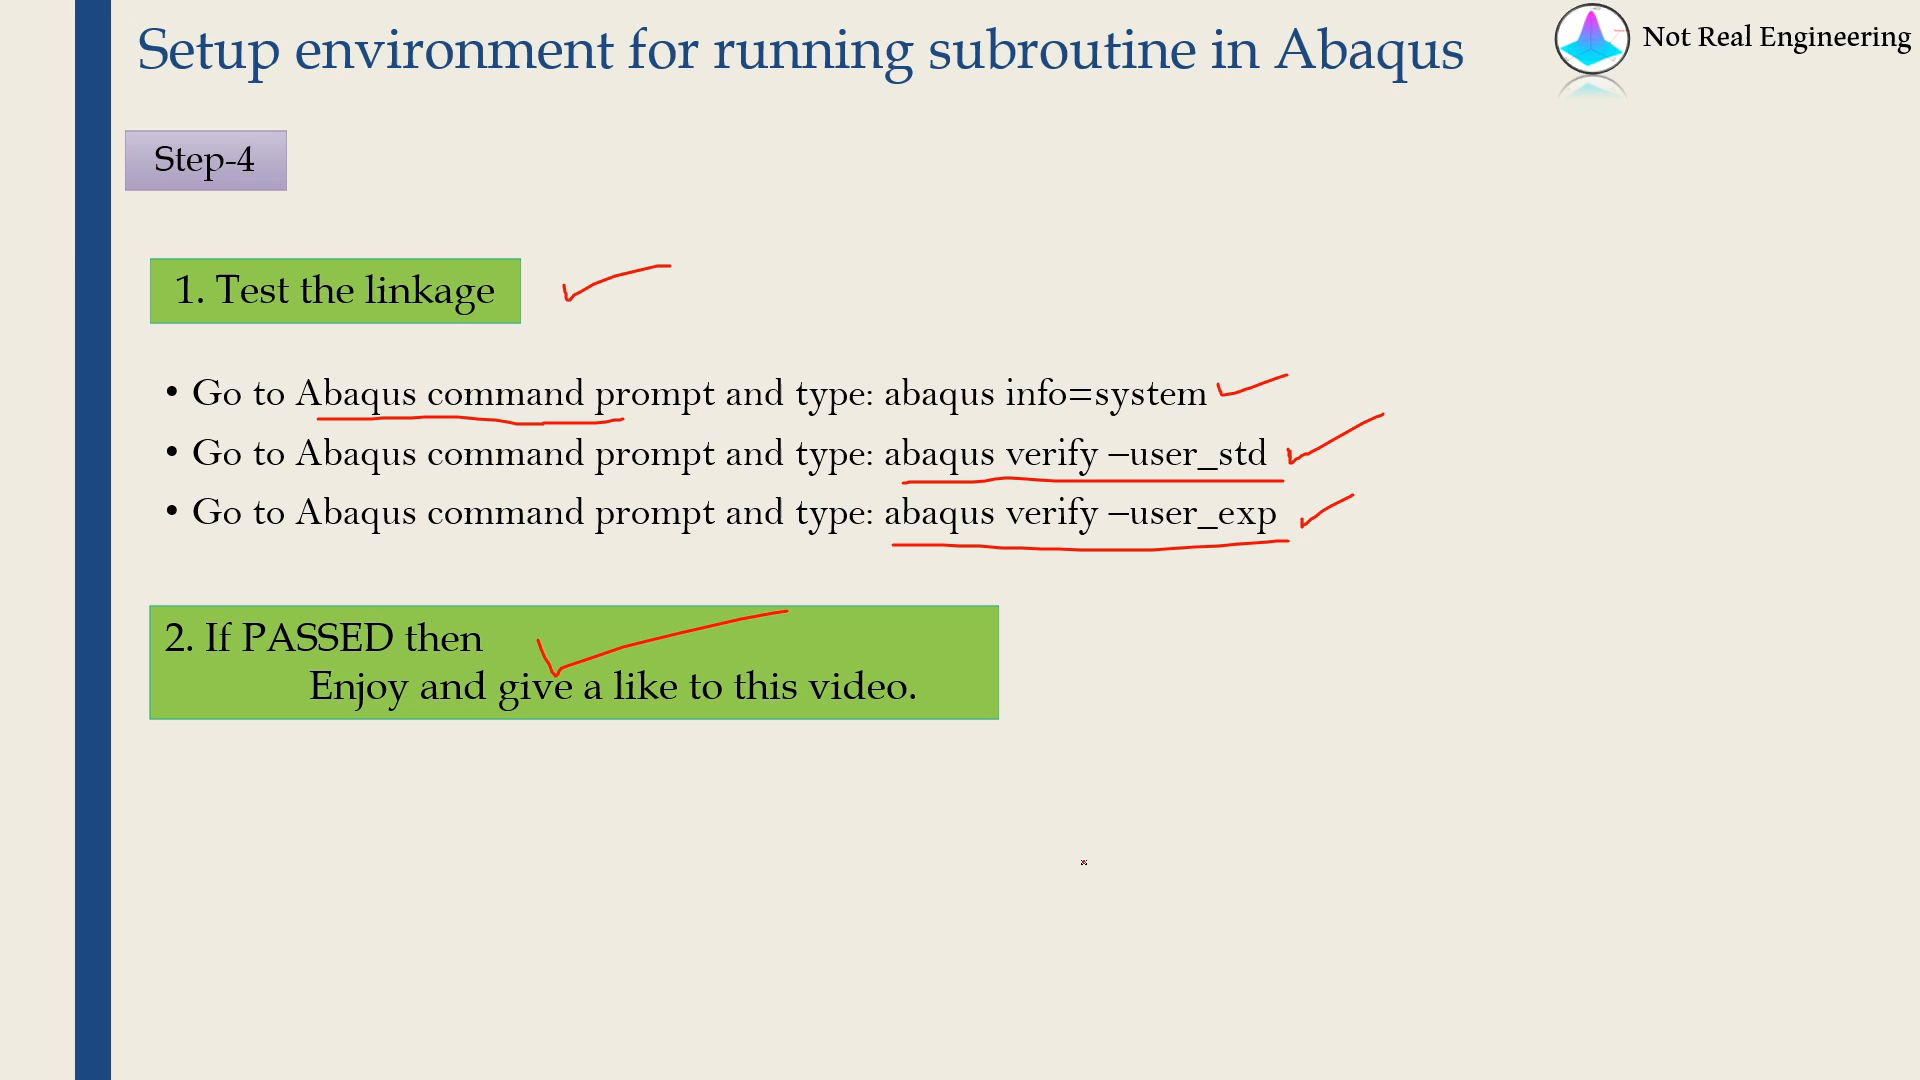 Setup environment for running subroutine in Abaqus
Not Real Engineering
Step-4
1. Test the linkage
• Go to Abaqus command prompt and type: abaqus info=system
• Go to Abaqus command prompt and type: abaqus verify –user_std
• Go to Abaqus command prompt and type: abaqus verify –user_exp
2. If PASSED then
Enjoy and give a like to this video.